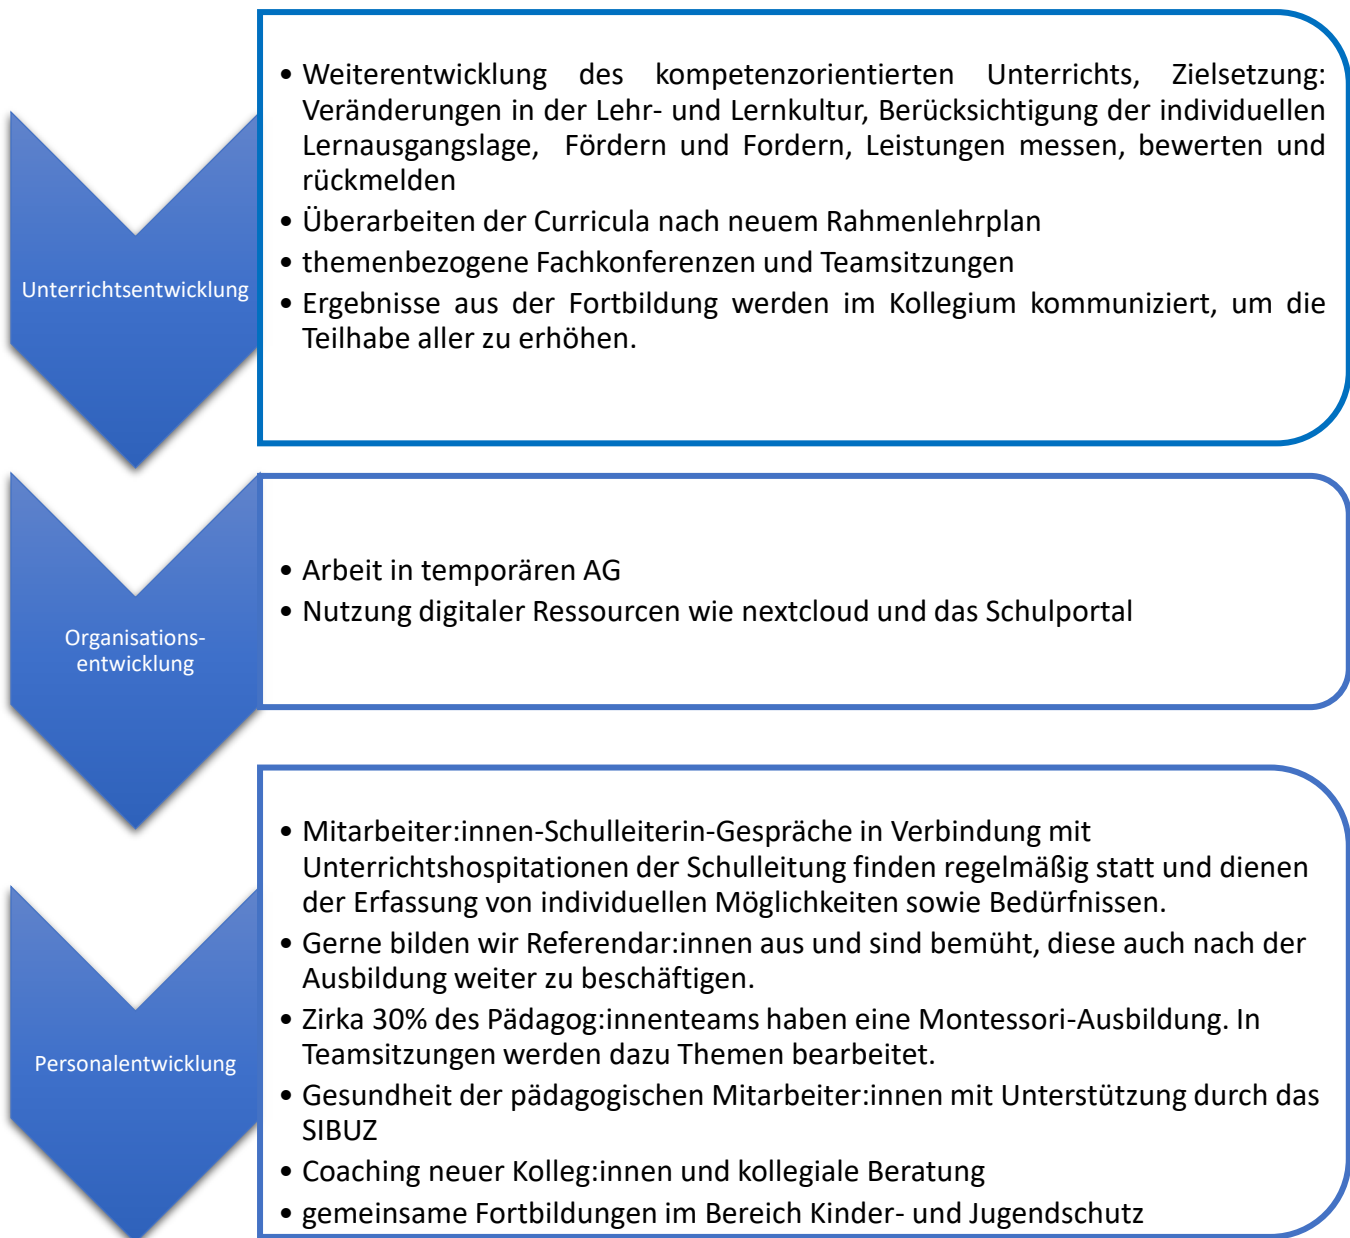 Unterrichtsentwicklung
• Weiterentwicklung des kompetenzorientierten Unterrichts, Zielsetzung:
Veränderungen in der Lehr- und Lernkultur, Berücksichtigung der individuellen
Lernausgangslage, Fördern und Fordern, Leistungen messen, bewerten und
rückmelden
• Überarbeiten der Curricula nach neuem Rahmenlehrplan
• themenbezogene Fachkonferenzen und Teamsitzungen
• Ergebnisse aus der Fortbildung werden im Kollegium kommuniziert, um die
Teilhabe aller zu erhöhen.
Organisations-
entwicklung
• Arbeit in temporären AG
• Nutzung digitaler Ressourcen wie nextcloud und das Schulportal
Personalentwicklung
• Mitarbeiter:innen-Schulleiterin-Gespräche in Verbindung mit
Unterrichtshospitationen der Schulleitung finden regelmäßig statt und dienen
der Erfassung von individuellen Möglichkeiten sowie Bedürfnissen.
• Gerne bilden wir Referendar:innen aus und sind bemüht, diese auch nach der
Ausbildung weiter zu beschäftigen.
• Zirka 30% des Pädagog:innenteams haben eine Montessori-Ausbildung. In
Teamsitzungen werden dazu Themen bearbeitet.
• Gesundheit der pädagogischen Mitarbeiter:innen mit Unterstützung durch das
SIBUZ
• Coaching neuer Kolleg:innen und kollegiale Beratung
• gemeinsame Fortbildungen im Bereich Kinder- und Jugendschutz